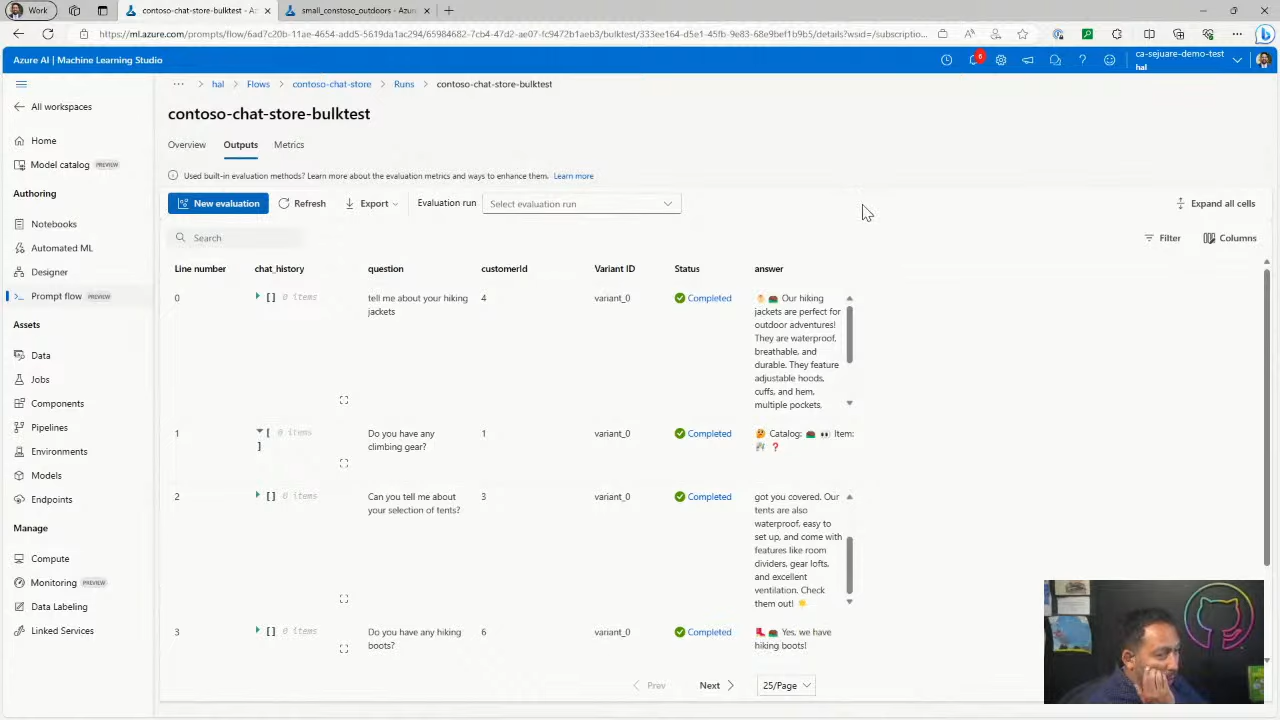 Work
contoso-chat-store-bulktest - Az
small_contoso_outdoors - Azure
https://ml.azure.com/prompts/flow/6ad7c20b-11ae-4654-add5-5619da1ac294/65984682-7cb4-47d2-ae07-fc9472b1aeb3/bulktest/333ee164-d5e1-45fb-9e83-68e9bef1b9b5/details?wsid=/subscription...
Azure AI | Machine Learning Studio
6
ca-sejuare-demo-test
hal
All workspaces
Home
Model catalog PREVIEW
Authoring
Notebooks
Automated ML
Designer
Prompt flow PREVIEW
Assets
Data
Jobs
Components
Pipelines
Environments
Models
Endpoints
Manage
Compute
Monitoring PREVIEW
Data Labeling
Linked Services
... > hal > Flows > contoso-chat-store > Runs > contoso-chat-store-bulktest
contoso-chat-store-bulktest
Overview Outputs Metrics
Used built-in evaluation methods? Learn more about the evaluation metrics and ways to enhance them. Learn more
New evaluation Refresh Export Evaluation run Select evaluation run Expand all cells
Search Filter Columns
Line number chat_history question customerId Variant ID Status answer
0 [] 0 items tell me about your hiking 4 variant_0 Completed Our hiking
jackets jackets are perfect for
outdoor adventures!
They are waterproof,
breathable, and
durable. They feature
adjustable hoods,
cuffs, and hem,
multiple pockets,
1 [ 0 items Do you have any 1 variant_0 Completed Catalog: Item:
] climbing gear? ❓
2 [] 0 items Can you tell me about 3 variant_0 Completed got you covered. Our
your selection of tents? tents are also
waterproof, easy to
set up, and come with
features like room
dividers, gear lofts,
and excellent
ventilation. Check
them out!
3 [] 0 items Do you have any hiking 6 variant_0 Completed Yes, we have
boots? hiking boots!
Prev Next 25/Page